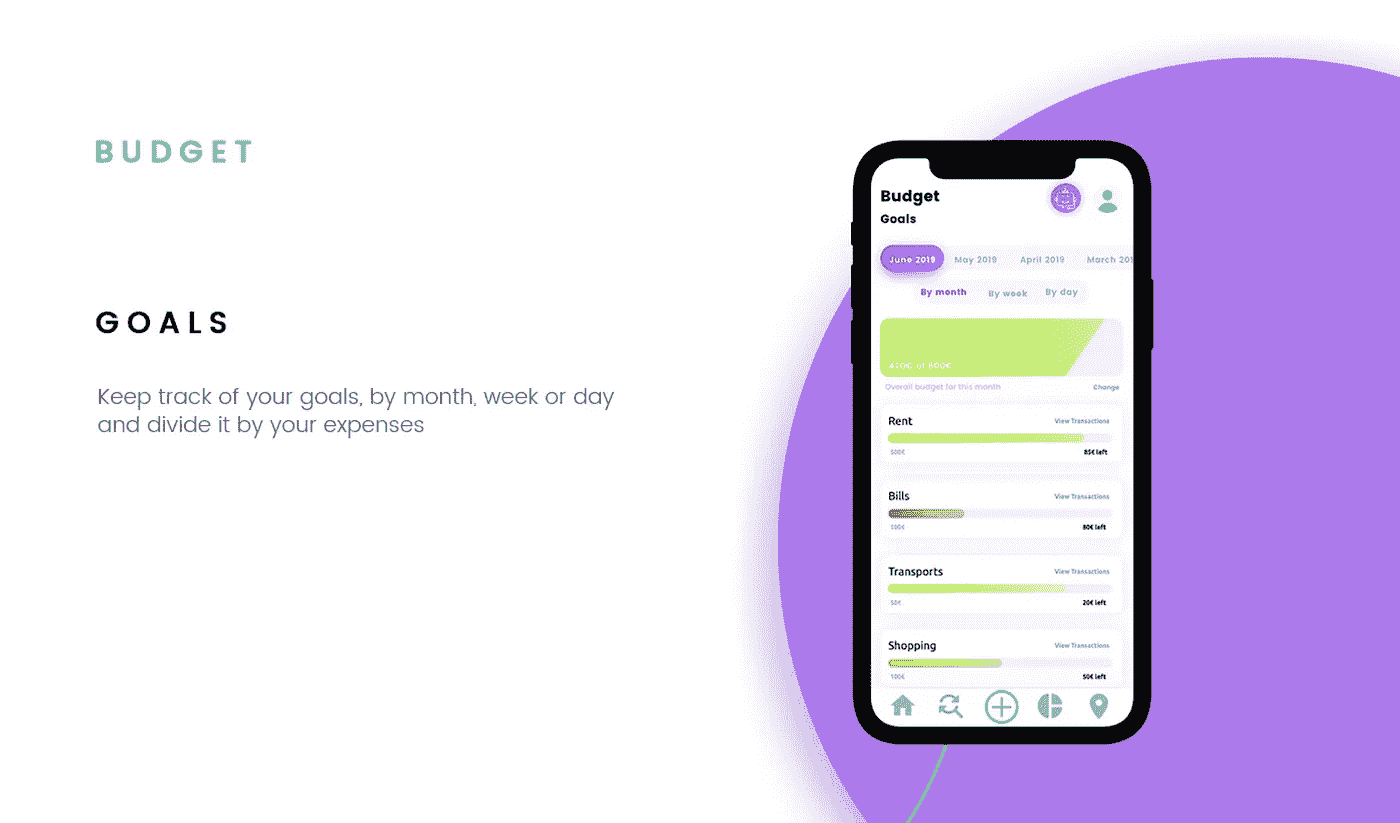 BUDGET
GOALS
Keep track of your goals, by month, week or day
and divide it by your expenses
Budget
Goals
June 2019 May 2019 April 2019 March 201
By month By week By day
of
Overall budget for this month Change
Rent View Transactions
500€ 85€ left
Bills View Transactions
80€ left
Transports View Transactions
50€ 20€ left
Shopping View Transactions
100€ 50€ left